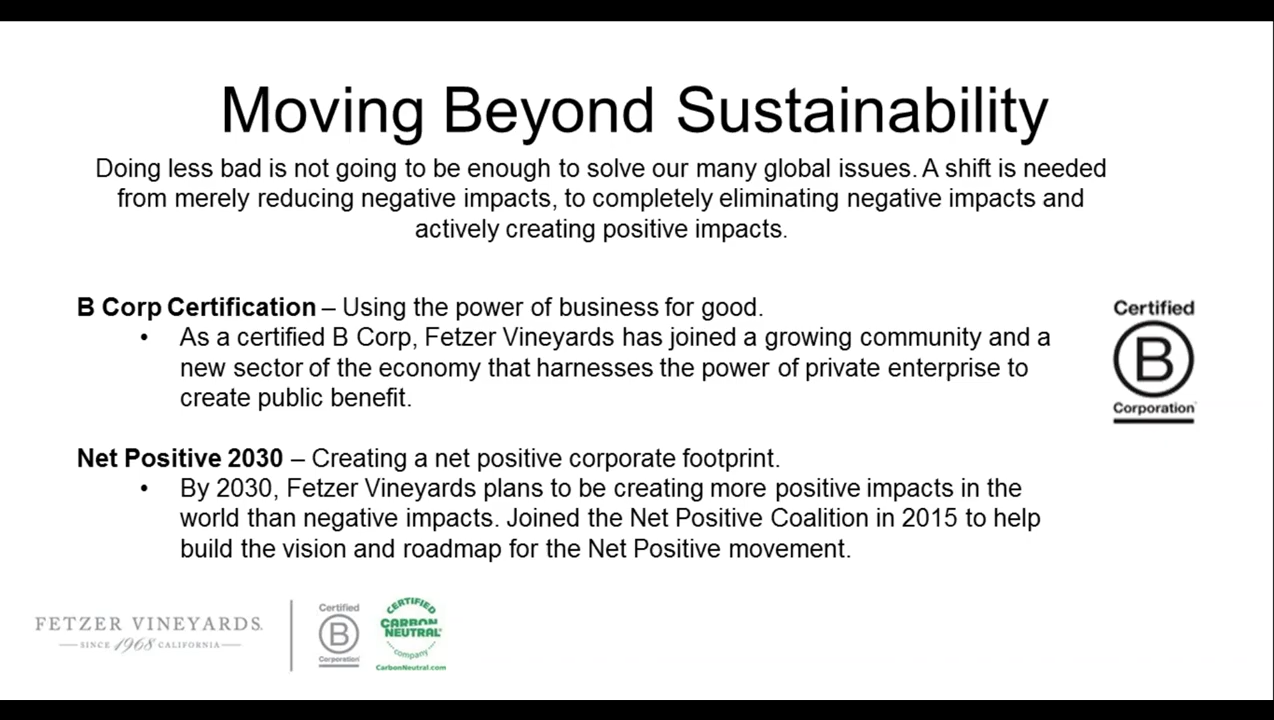 Moving Beyond Sustainability
Doing less bad is not going to be enough to solve our many global issues. A shift is needed
from merely reducing negative impacts, to completely eliminating negative impacts and
actively creating positive impacts.
B Corp Certification – Using the power of business for good.
• As a certified B Corp, Fetzer Vineyards has joined a growing community and a
new sector of the economy that harnesses the power of private enterprise to
create public benefit.
Certified
B
Corporation
Net Positive 2030 – Creating a net positive corporate footprint.
• By 2030, Fetzer Vineyards plans to be creating more positive impacts in the
world than negative impacts. Joined the Net Positive Coalition in 2015 to help
build the vision and roadmap for the Net Positive movement.
FETZER VINEYARDS.
SINCE 1968 CALIFORNIA
Certified
B
Corporation
CERTIFIED
CARBON
NEUTRAL
company
CarbonNeutral.com